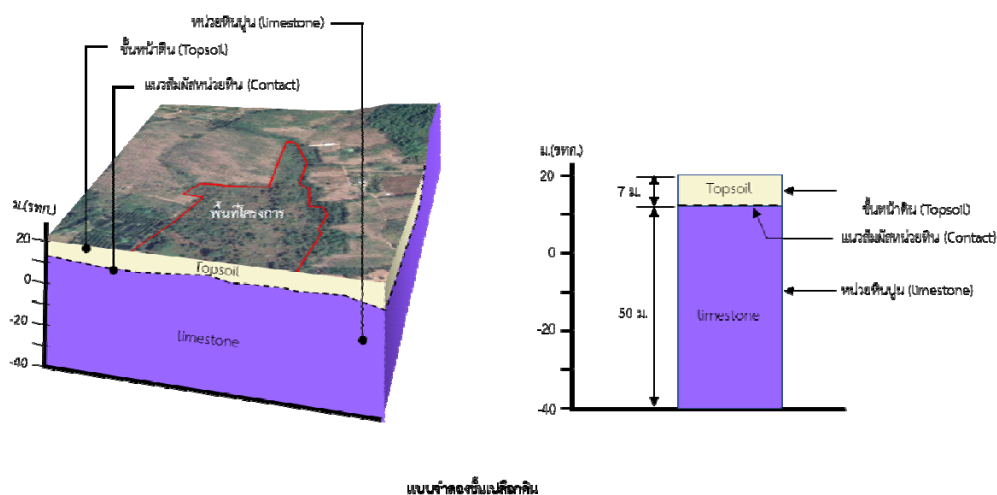 หน่วยหินปูน (limestone)
ชั้นหน้าดิน (Topsoil)
แนวสัมผัสหน่วยหิน (Contact)
ม.(รทก.)
20
0
-20
-40
พื้นที่โครงการ
Topsoil
limestone
ม.(รทก.)
20
0
-20
-40
7 ม.
50 ม.
Topsoil
limestone
ชั้นหน้าดิน (Topsoil)
แนวสัมผัสหน่วยหิน (Contact)
หน่วยหินปูน (limestone)
แบบจำลองชั้นเปลือกดิน